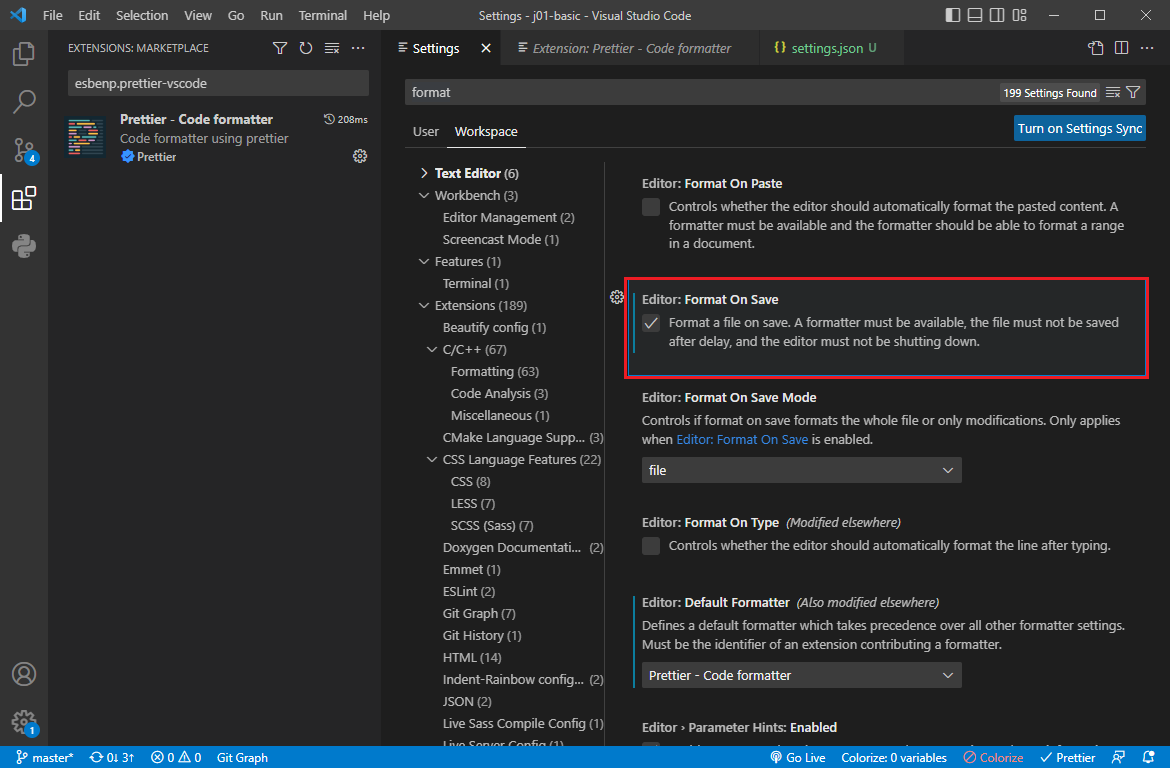 File Edit Selection View Go Run Terminal Help
Settings - j01-basic - Visual Studio Code
EXTENSIONS: MARKETPLACE
esbenp.prettier-vscode
Prettier - Code formatter
208ms
Code formatter using prettier
Prettier
4
1
Settings
Extension: Prettier - Code formatter
{} settings.json U
format
199 Settings Found
User Workspace
Turn on Settings Sync
Text Editor (6)
Workbench (3)
Editor Management (2)
Screencast Mode (1)
Features (1)
Terminal (1)
Extensions (189)
Beautify config (1)
C/C++ (67)
Formatting (63)
Code Analysis (3)
Miscellaneous (1)
CMake Language Supp... (3)
CSS Language Features (22)
CSS (8)
LESS (7)
SCSS (Sass) (7)
Doxygen Documentati... (2)
Emmet (1)
ESLint (2)
Git Graph (7)
Git History (1)
HTML (14)
Indent-Rainbow config... (2)
JSON (2)
Live Sass Compile Config (1)
Live Server Config (1)
Editor: Format On Paste
Controls whether the editor should automatically format the pasted content. A
formatter must be available and the formatter should be able to format a range
in a document.
Editor: Format On Save
Format a file on save. A formatter must be available, the file must not be saved
after delay, and the editor must not be shutting down.
Editor: Format On Save Mode
Controls if format on save formats the whole file or only modifications. Only applies
when Editor: Format On Save is enabled.
file
Editor: Format On Type (Modified elsewhere)
Controls whether the editor should automatically format the line after typing.
Editor: Default Formatter (Also modified elsewhere)
Defines a default formatter which takes precedence over all other formatter settings.
Must be the identifier of an extension contributing a formatter.
Prettier - Code formatter
Editor › Parameter Hints: Enabled
master* 0↓ 3↑ 0 0 Git Graph
Go Live Colorize: 0 variables Colorize Prettier